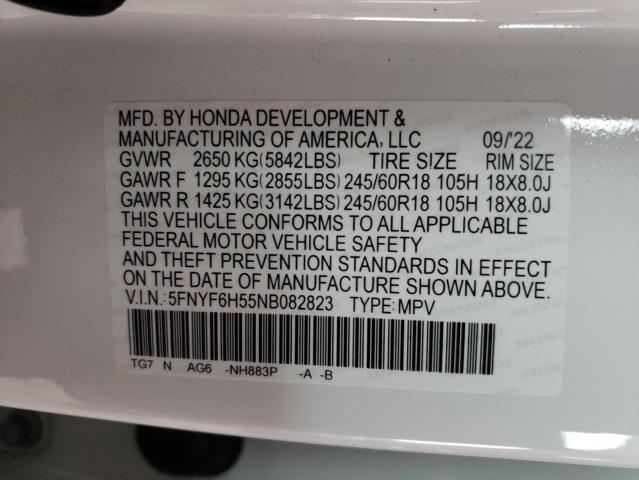 MFD. BY HONDA DEVELOPMENT &
MANUFACTURING OF AMERICA, LLC 09/'22
GVWR 2650 KG(5842LBS) TIRE SIZE RIM SIZE
GAWR F 1295 KG(2855LBS) 245/60R18 105H 18X8.0J
GAWR R 1425 KG(3142LBS) 245/60R18 105H 18X8.0J
THIS VEHICLE CONFORMS TO ALL APPLICABLE
FEDERAL MOTOR VEHICLE SAFETY
AND THEFT PREVENTION STANDARDS IN EFFECT
ON THE DATE OF MANUFACTURE SHOWN ABOVE.
V.I.N.: 5FNYF6H55NB082823 TYPE: MPV
TG7 N AG6 -NH883P -A -B